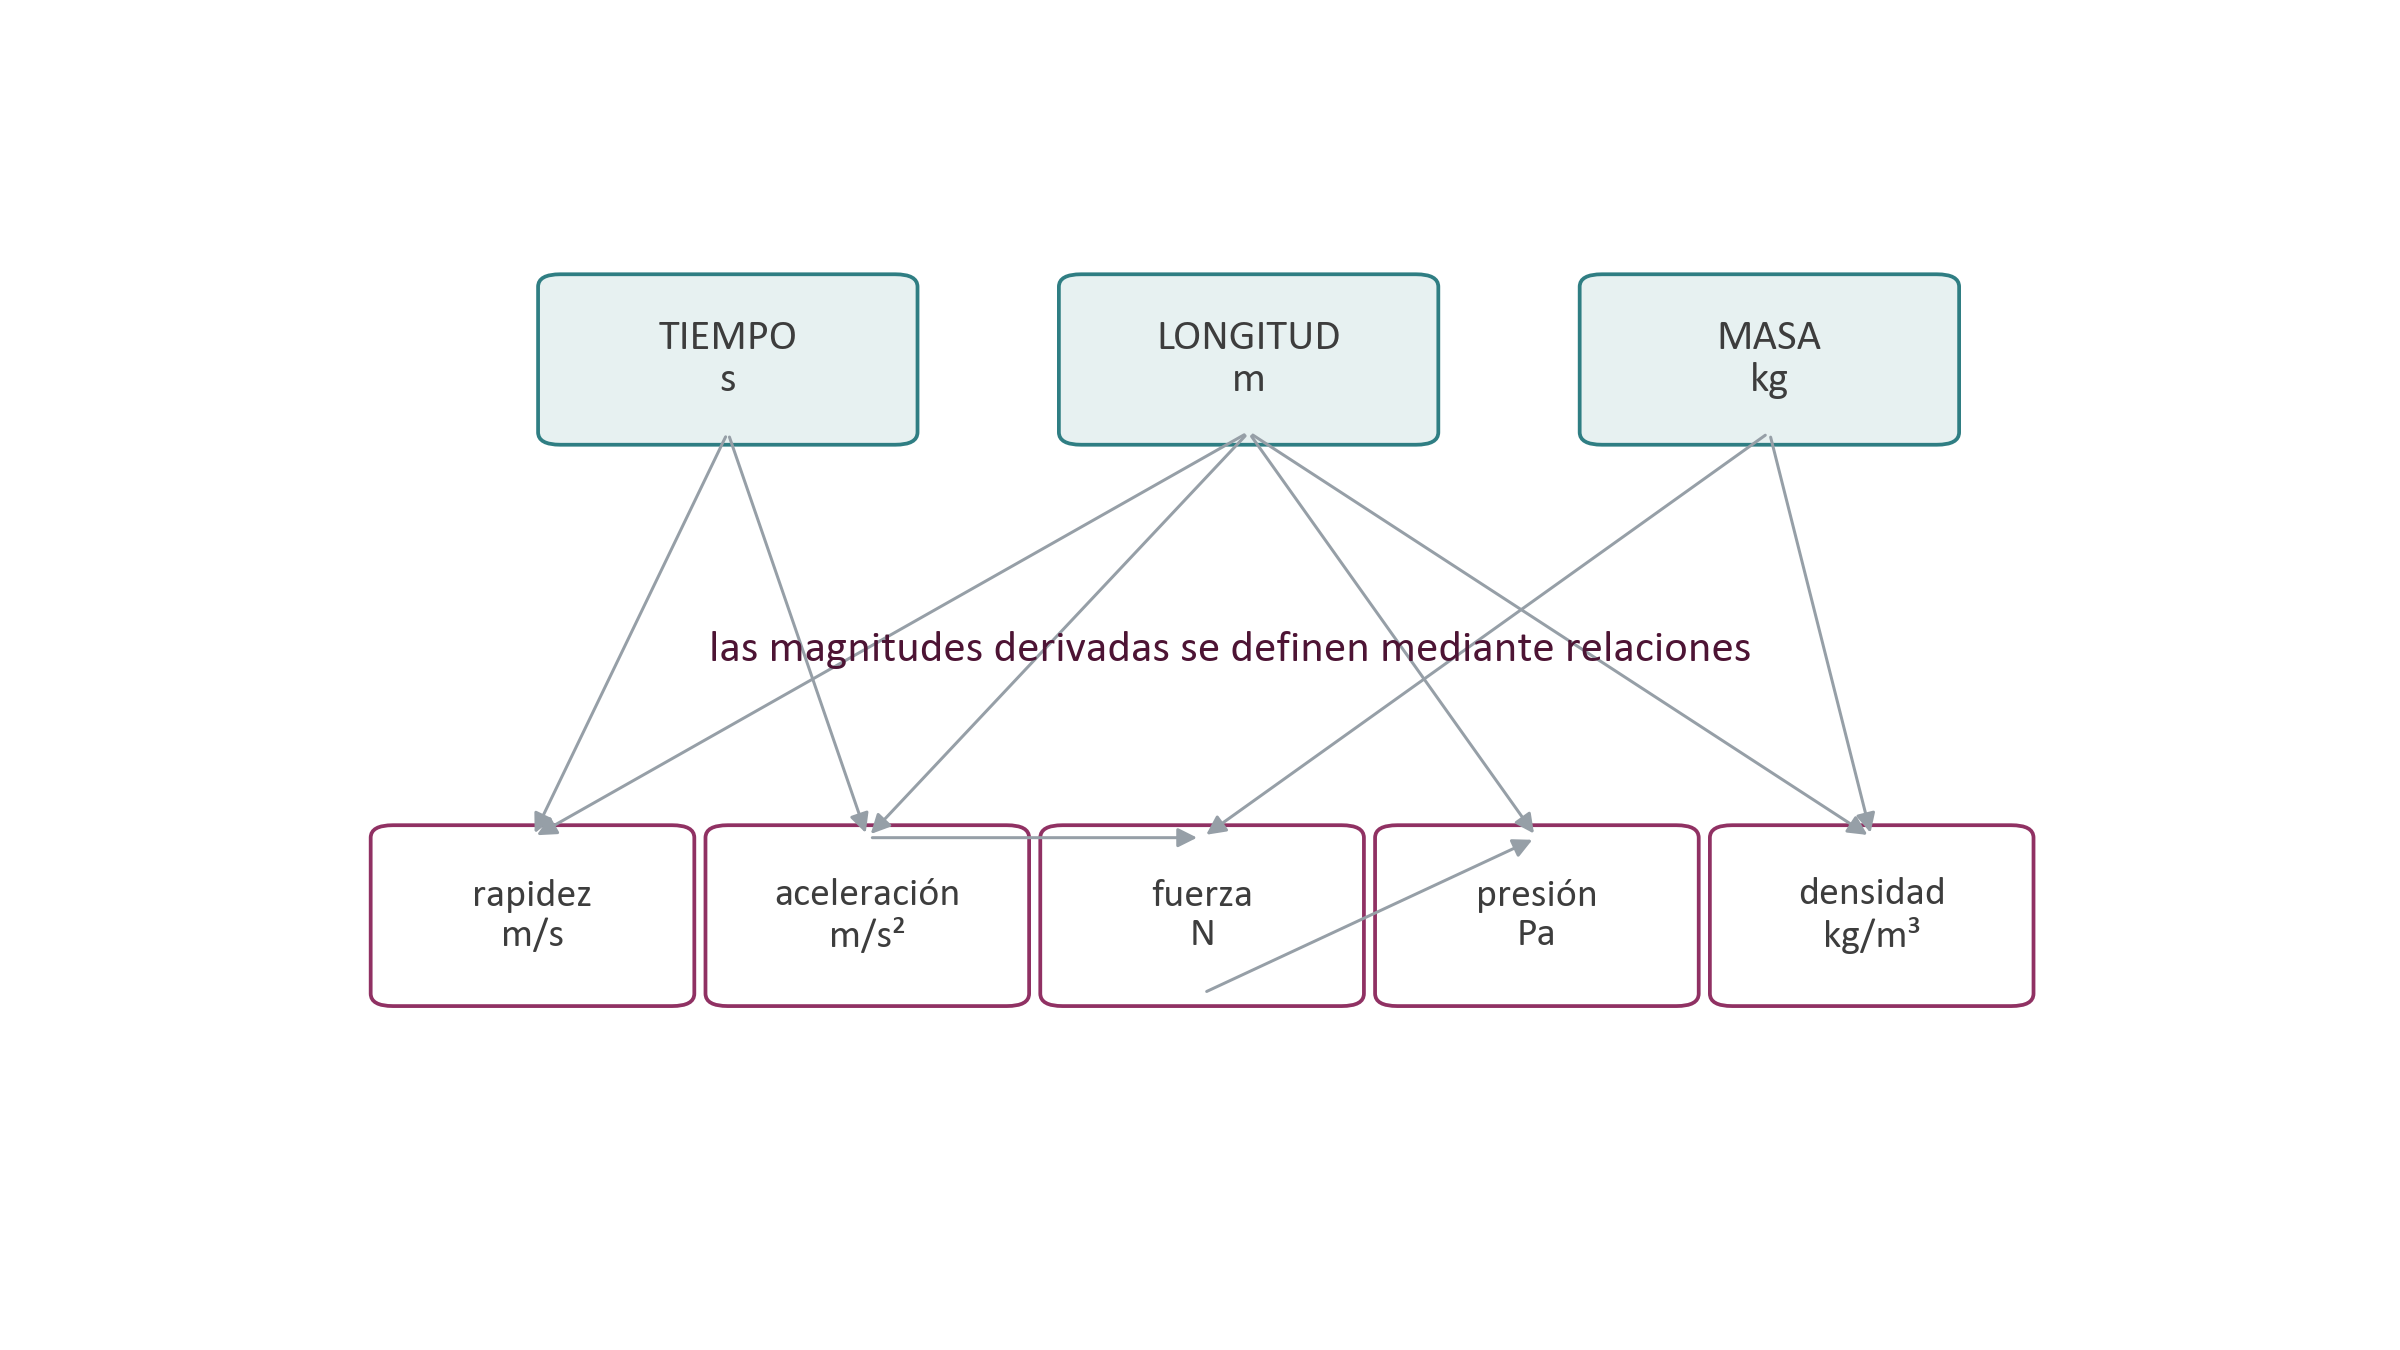 TIEMPO
s
LONGITUD
m
MASA
kg
las magnitudes derivadas se definen mediante relaciones
rapidez
m/s
aceleración
m/s²
fuerza
N
presión
Pa
densidad
kg/m³